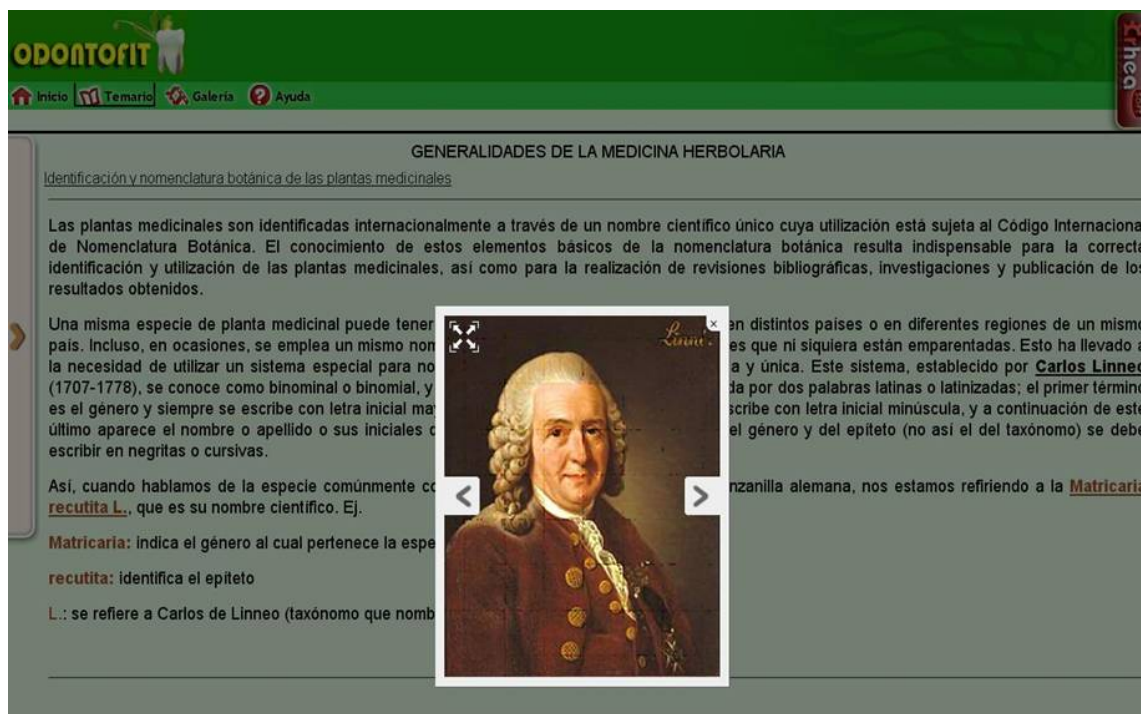 ODONTOFIT
Crhea
Inicio Temario Galería Ayuda
GENERALIDADES DE LA MEDICINA HERBOLARIA
Identificación y nomenclatura botánica de las plantas medicinales
Las plantas medicinales son identificadas internacionalmente a través de un nombre científico único cuya utilización está sujeta al Código Internaciona
de Nomenclatura Botánica. El conocimiento de estos elementos básicos de la nomenclatura botánica resulta indispensable para la correcta
identificación y utilización de las plantas medicinales, así como para la realización de revisiones bibliográficas, investigaciones y publicación de los
resultados obtenidos.
Una misma especie de planta medicinal puede tener en distintos países o en diferentes regiones de un mismo
país. Incluso, en ocasiones, se emplea un mismo nom es que ni siquiera están emparentadas. Esto ha llevado a
la necesidad de utilizar un sistema especial para no a y única. Este sistema, establecido por Carlos Linneo
(1707-1778), se conoce como binominal o binomial, y da por dos palabras latinas o latinizadas; el primer término
es el género y siempre se escribe con letra inicial ma scribe con letra inicial minúscula, y a continuación de este
último aparece el nombre o apellido o sus iniciales d el género y del epíteto (no así el del taxónomo) se debe
escribir en negritas o cursivas.
Así, cuando hablamos de la especie comúnmente co nzanilla alemana, nos estamos refiriendo a la Matricaria
recutita L., que es su nombre científico. Ej.
Matricaria: indica el género al cual pertenece la espe
recutita: identifica el epíteto
L.: se refiere a Carlos de Linneo (taxónomo que nomb
Linné.